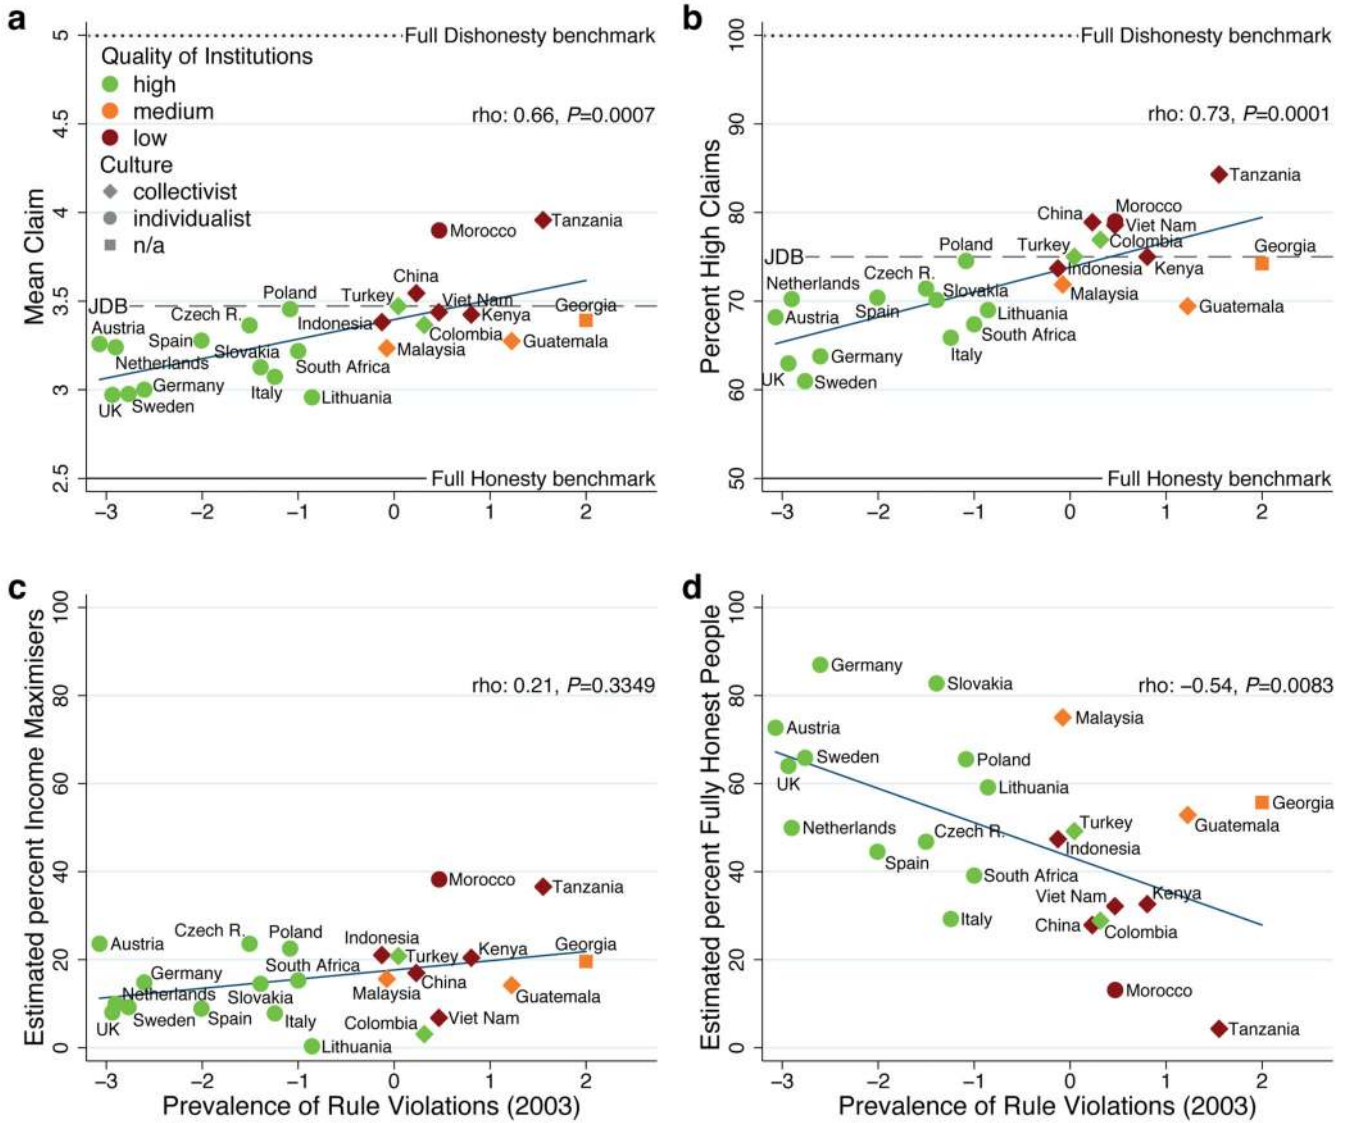 a
5
4.5
4
3.5
3
2.5
Mean Claim
Full Dishonesty benchmark
Quality of Institutions
high
medium
low
Culture
collectivist
individualist
n/a
rho: 0.66, P=0.0007
Tanzania
Morocco
China
Poland
Turkey
Viet Nam
Georgia
JDB
Czech R.
Indonesia
Kenya
Austria
Spain
Colombia
Guatemala
Slovakia
Malaysia
Netherlands
South Africa
Germany
Italy
Lithuania
UK
Sweden
Full Honesty benchmark
−3 −2 −1 0 1 2
b
100
90
80
70
60
50
Percent High Claims
Full Dishonesty benchmark
rho: 0.73, P=0.0001
Tanzania
Morocco
China
Viet Nam
Poland
Turkey
Colombia
Georgia
JDB
Czech R.
Indonesia
Kenya
Netherlands
Slovakia
Malaysia
Spain
Lithuania
Guatemala
Austria
South Africa
Italy
Germany
UK
Sweden
Full Honesty benchmark
−3 −2 −1 0 1 2
c
100
80
60
40
20
0
Estimated percent Income Maximisers
rho: 0.21, P=0.3349
Morocco
Tanzania
Czech R.
Poland
Indonesia
Austria
Turkey
Kenya
Georgia
Germany
South Africa
China
Netherlands
Slovakia
Malaysia
Guatemala
UK
Sweden
Spain
Italy
Colombia
Viet Nam
Lithuania
−3 −2 −1 0 1 2
Prevalence of Rule Violations (2003)
d
100
80
60
40
20
0
Estimated percent Fully Honest People
rho: −0.54, P=0.0083
Germany
Slovakia
Malaysia
Austria
Sweden
Poland
UK
Lithuania
Georgia
Netherlands
Czech R.
Turkey
Guatemala
Indonesia
Spain
South Africa
Viet Nam
Kenya
Italy
China
Colombia
Morocco
Tanzania
−3 −2 −1 0 1 2
Prevalence of Rule Violations (2003)